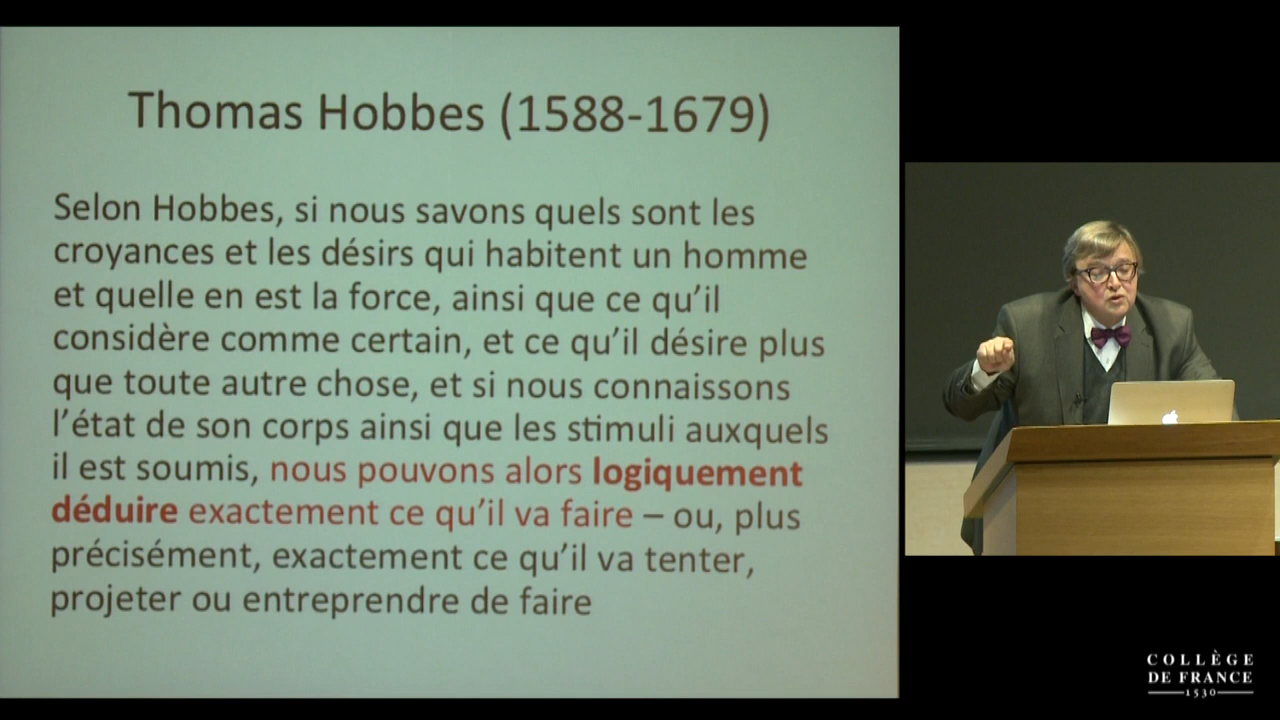 Thomas Hobbes (1588-1679)
Selon Hobbes, si nous savons quels sont les
croyances et les désirs qui habitent un homme
et quelle en est la force, ainsi que ce qu’il
considère comme certain, et ce qu’il désire plus
que toute autre chose, et si nous connaissons
l’état de son corps ainsi que les stimuli auxquels
il est soumis, nous pouvons alors logiquement
déduire exactement ce qu’il va faire – ou, plus
précisément, exactement ce qu’il va tenter,
projeter ou entreprendre de faire
COLLÈGE
DE FRANCE
1530